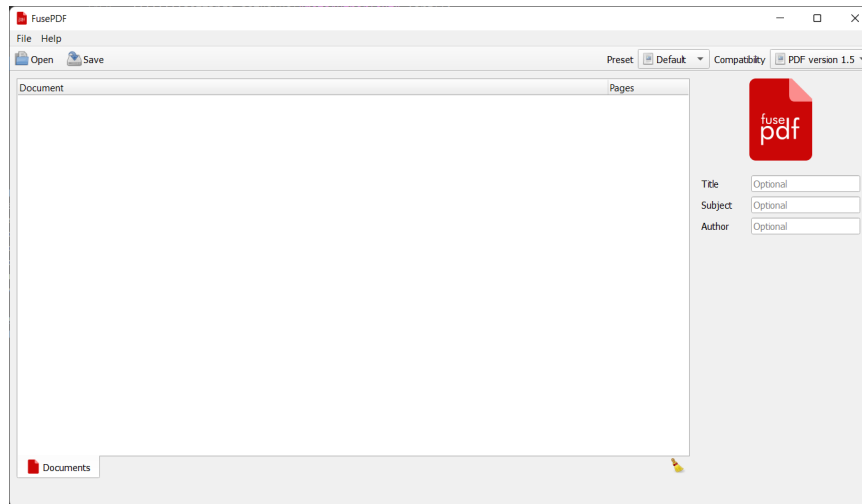 FusePDF
File Help
Open Save Preset Default Compatibility PDF version 1.5
Document Pages
fuse
pdf
Title Optional
Subject Optional
Author Optional
Documents